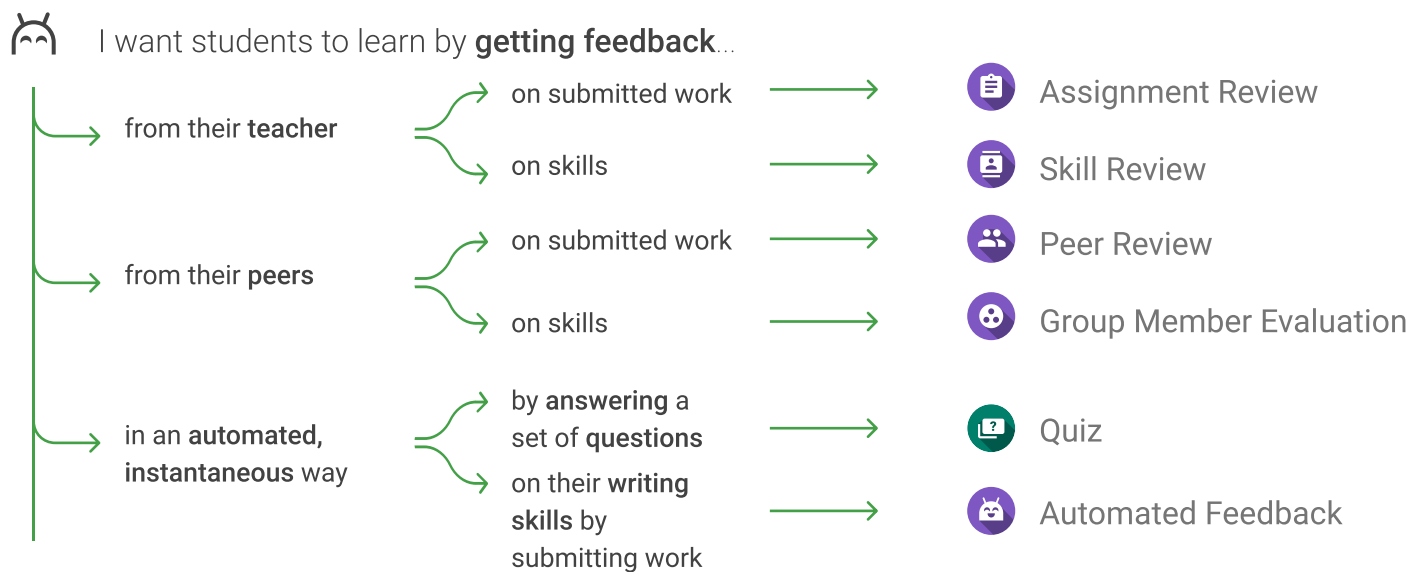 I want students to learn by getting feedback...
from their teacher
on submitted work
Assignment Review
on skills
Skill Review
from their peers
on submitted work
Peer Review
on skills
Group Member Evaluation
in an automated,
instantaneous way
by answering a
set of questions
Quiz
on their writing
skills by
submitting work
Automated Feedback